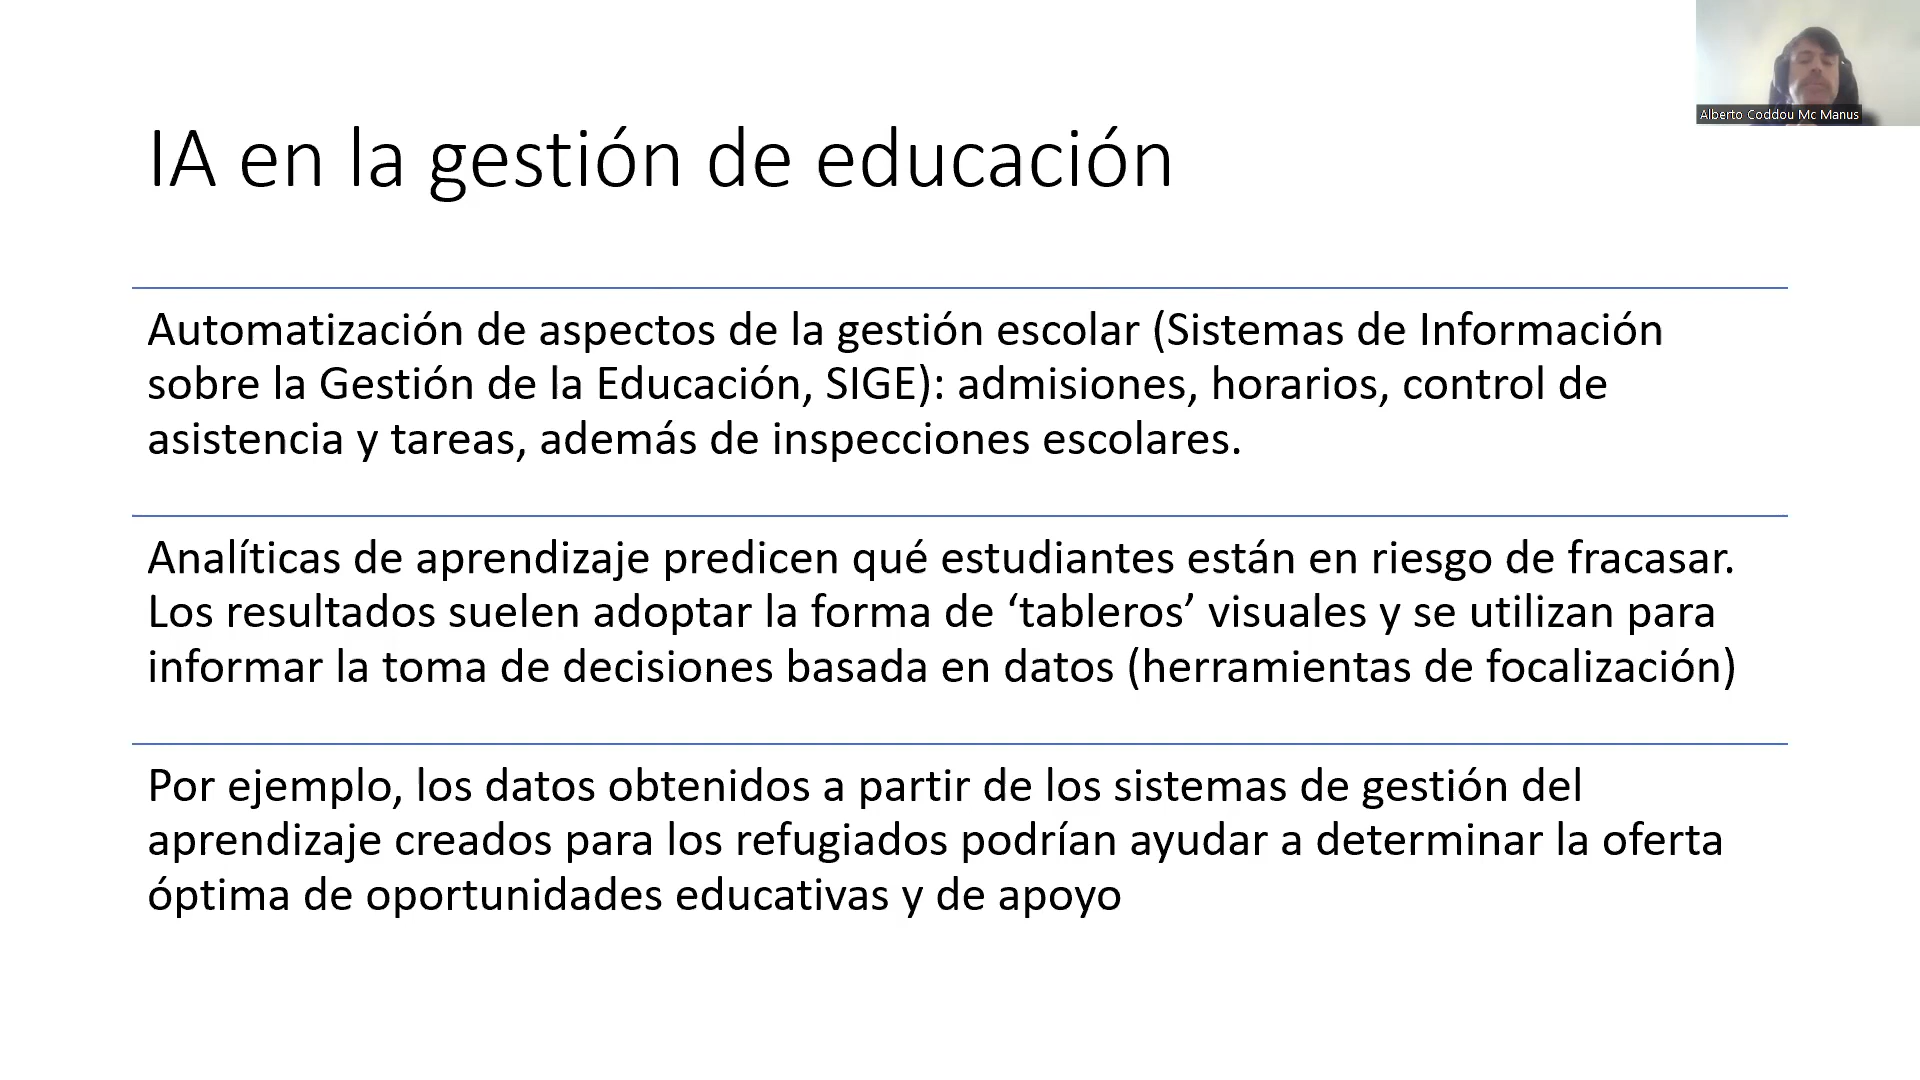 Alberto Coddou Mc Manus
IA en la gestión de educación
Automatización de aspectos de la gestión escolar (Sistemas de Información
sobre la Gestión de la Educación, SIGE): admisiones, horarios, control de
asistencia y tareas, además de inspecciones escolares.
Analíticas de aprendizaje predicen qué estudiantes están en riesgo de fracasar.
Los resultados suelen adoptar la forma de ‘tableros’ visuales y se utilizan para
informar la toma de decisiones basada en datos (herramientas de focalización)
Por ejemplo, los datos obtenidos a partir de los sistemas de gestión del
aprendizaje creados para los refugiados podrían ayudar a determinar la oferta
óptima de oportunidades educativas y de apoyo